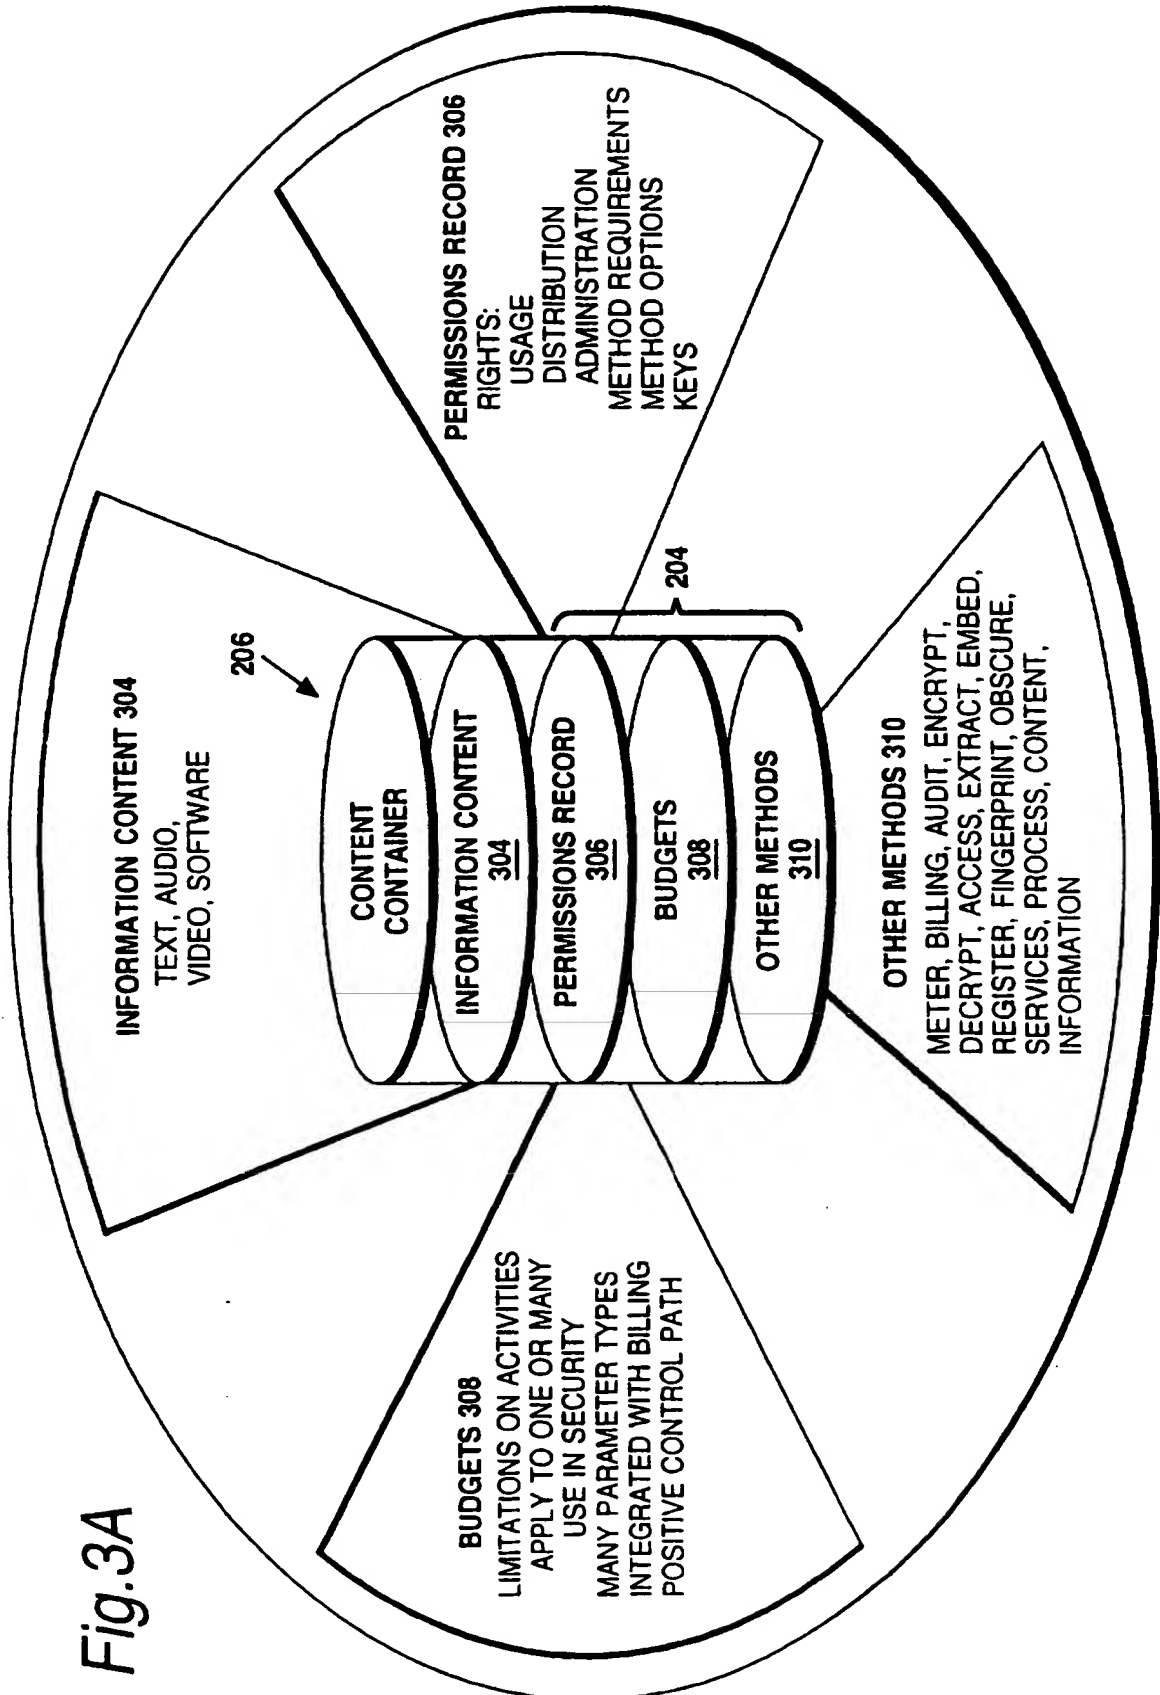 Fig.3A
INFORMATION CONTENT 304
TEXT, AUDIO,
VIDEO, SOFTWARE
BUDGETS 308
LIMITATIONS ON ACTIVITIES
APPLY TO ONE OR MANY
USE IN SECURITY
MANY PARAMETER TYPES
INTEGRATED WITH BILLING
POSITIVE CONTROL PATH
206
CONTENT
CONTAINER
INFORMATION CONTENT
304
PERMISSIONS RECORD
306
BUDGETS
308
OTHER METHODS
310
204
PERMISSIONS RECORD 306
RIGHTS:
USAGE
DISTRIBUTION
ADMINISTRATION
METHOD REQUIREMENTS
METHOD OPTIONS
KEYS
OTHER METHODS 310
METER, BILLING, AUDIT, ENCRYPT,
DECRYPT, ACCESS, EXTRACT, EMBED,
REGISTER, FINGERPRINT, OBSCURE,
SERVICES, PROCESS, CONTENT,
INFORMATION